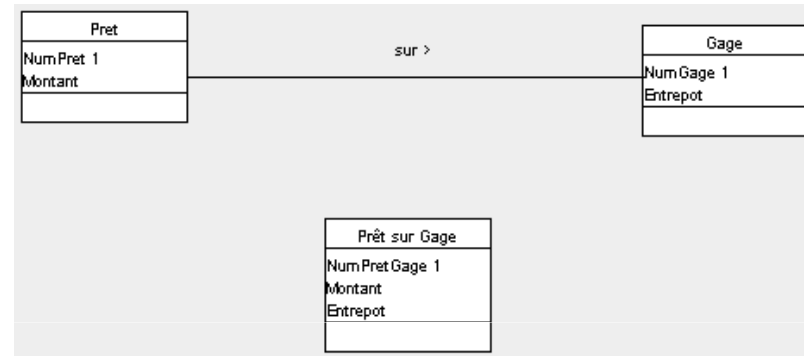 Pret
NumPret 1
Montant
sur >
Gage
NumGage 1
Entrepot
Prêt sur Gage
NumPretGage 1
Montant
Entrepot